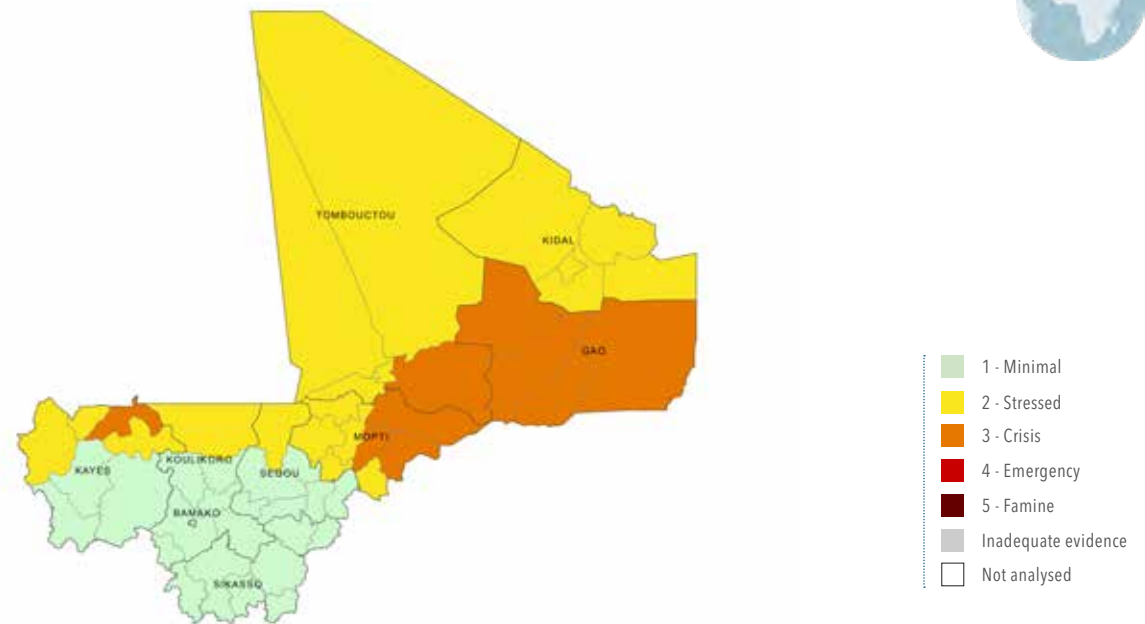 TOMBOUCTOU
KIDAL
GAO
MOPTI
KOULIKORO
KAYES
SEGOU
BAMAKO
SIKASSO
1 - Minimal
2 - Stressed
3 - Crisis
4 - Emergency
5 - Famine
Inadequate evidence
Not analysed